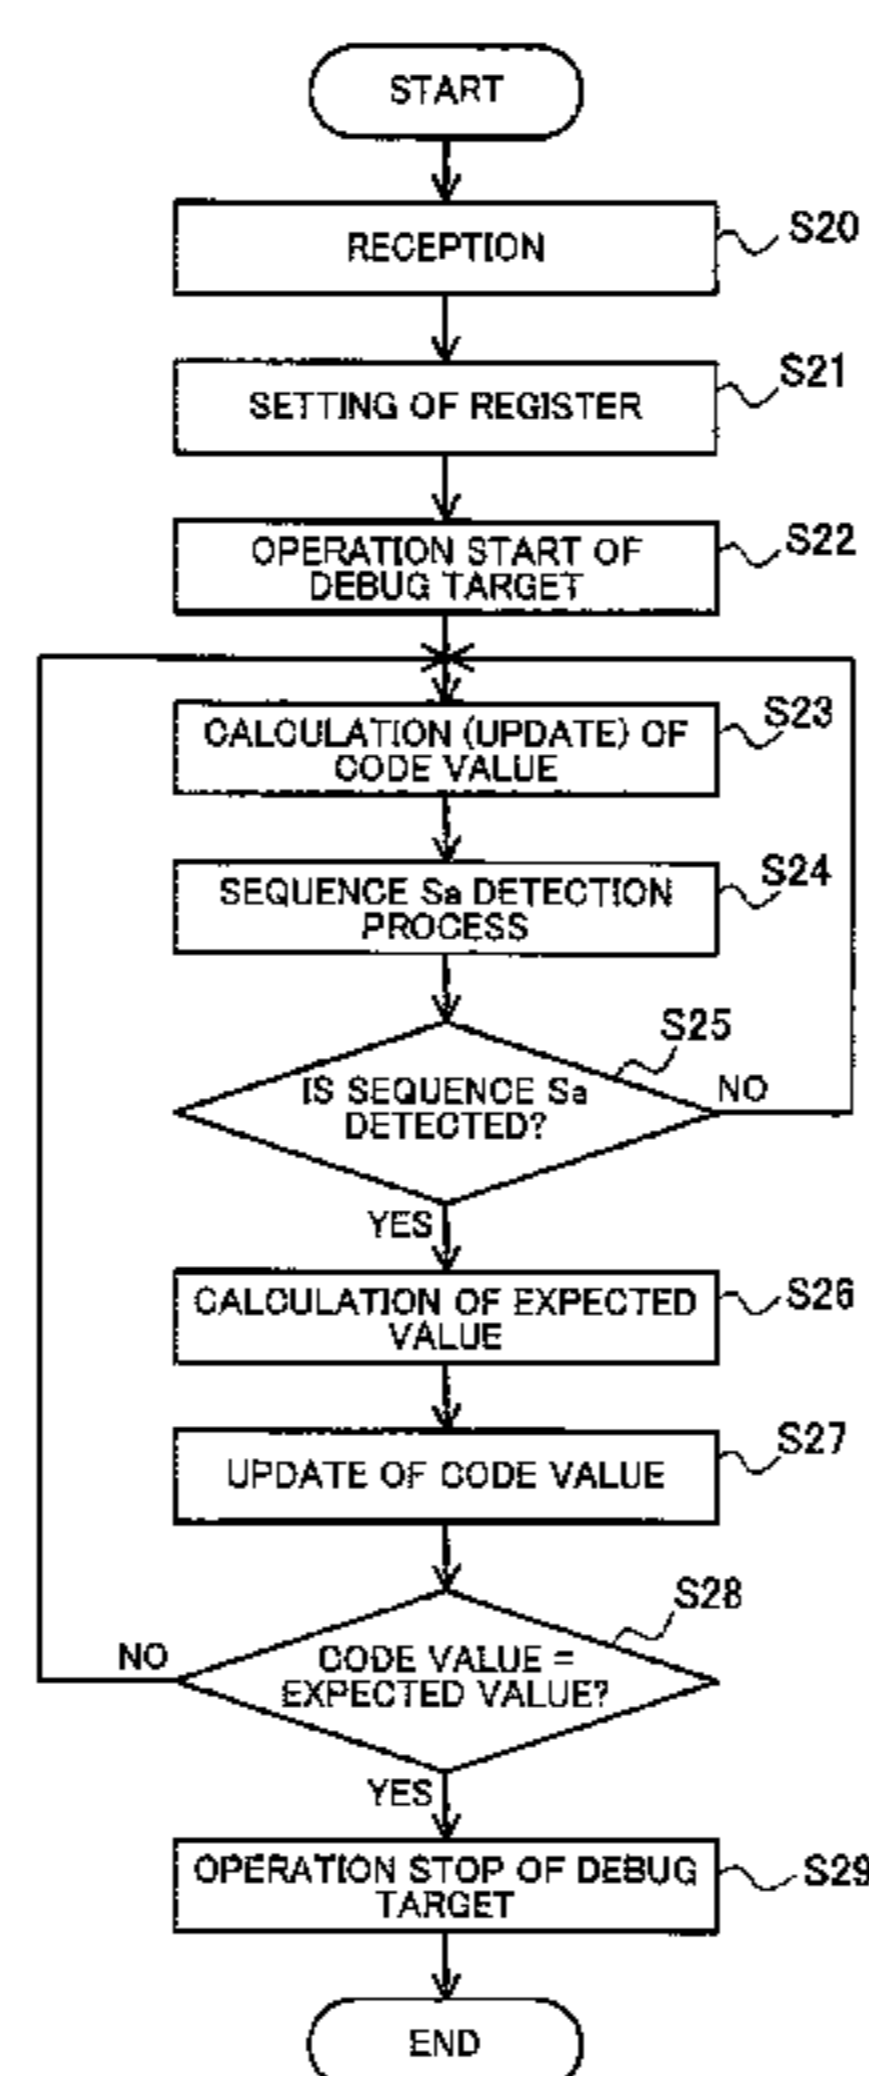 START
RECEPTION
S20
SETTING OF REGISTER
S21
OPERATION START OF
DEBUG TARGET
S22
CALCULATION (UPDATE) OF
CODE VALUE
S23
SEQUENCE Sa DETECTION
PROCESS
S24
IS SEQUENCE Sa
DETECTED?
S25
NO
YES
CALCULATION OF EXPECTED
VALUE
S26
UPDATE OF CODE VALUE
S27
CODE VALUE =
EXPECTED VALUE?
S28
NO
YES
OPERATION STOP OF DEBUG
TARGET
S29
END